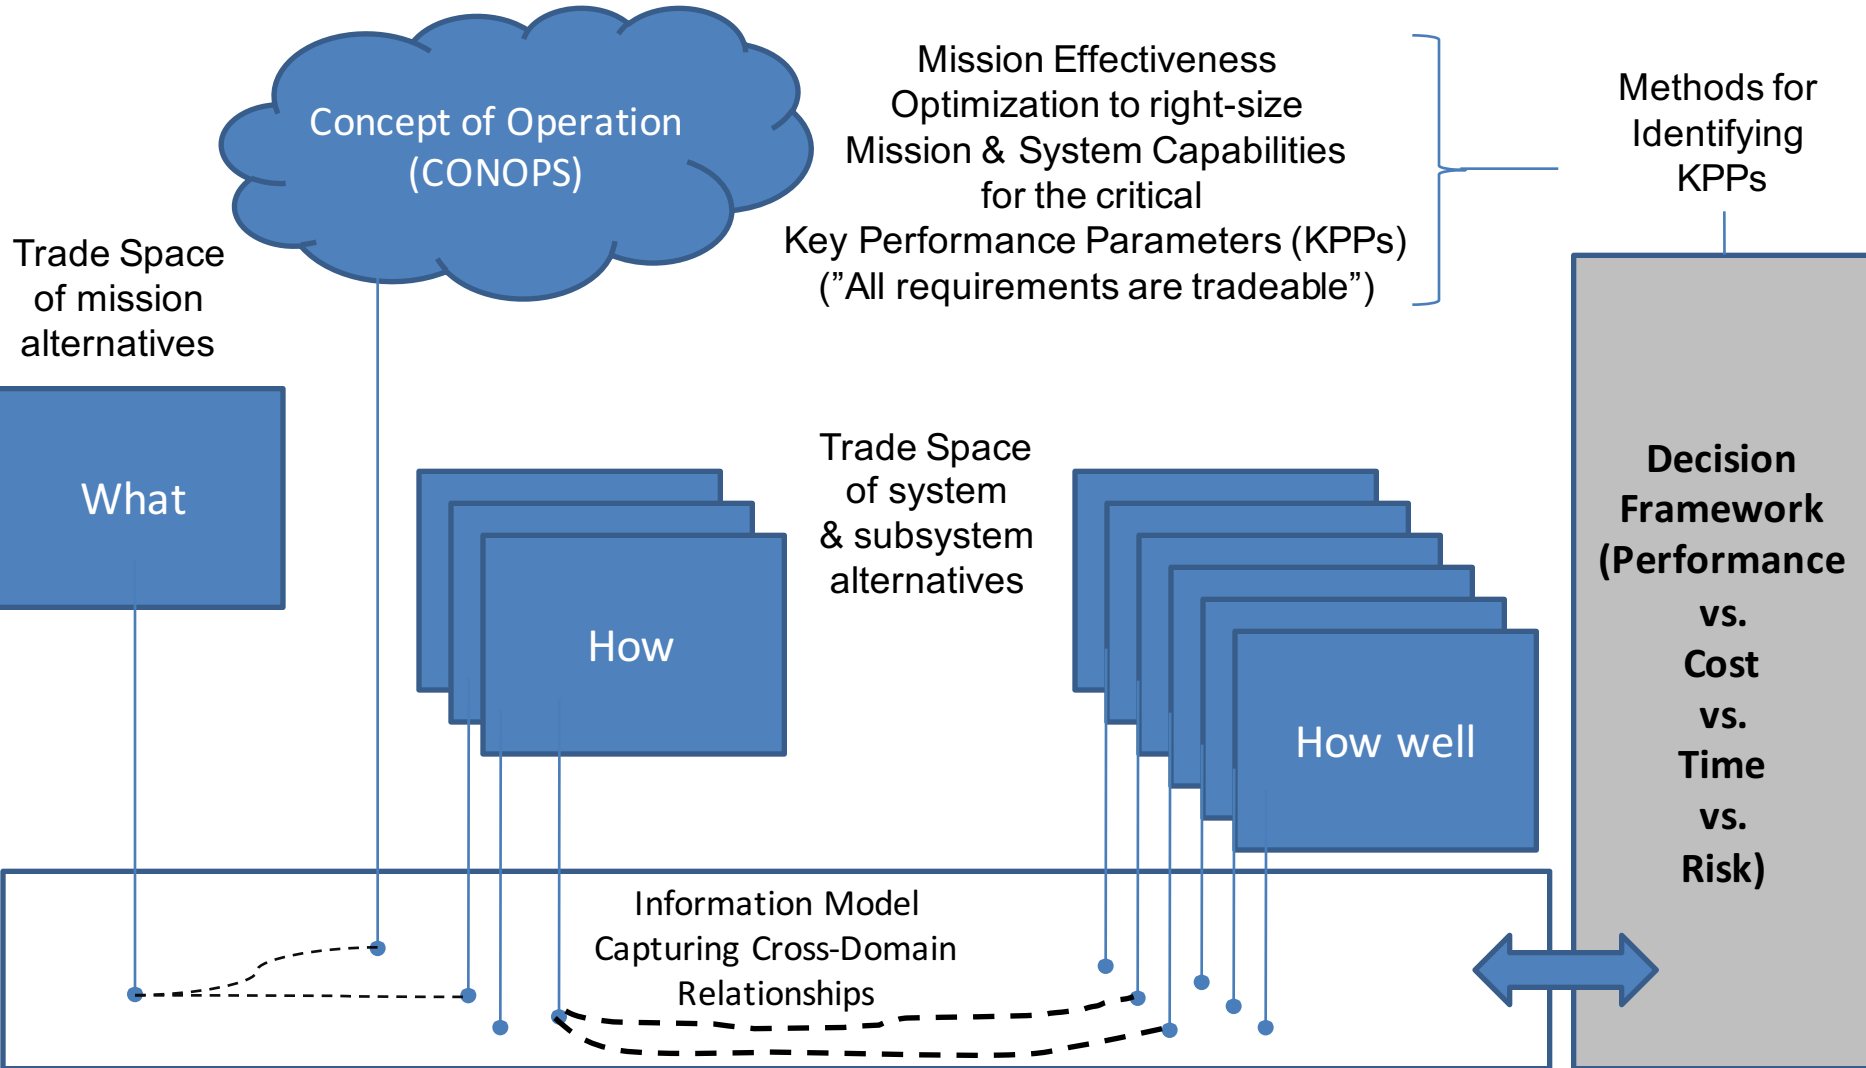 Concept of Operation
(CONOPS)
Mission Effectiveness
Optimization to right-size
Mission & System Capabilities
for the critical
Key Performance Parameters (KPPs)
(”All requirements are tradeable”)
Methods for
Identifying
KPPs
Trade Space
of mission
alternatives
What
How
Trade Space
of system
& subsystem
alternatives
How well
Decision
Framework
(Performance
vs.
Cost
vs.
Time
vs.
Risk)
Information Model
Capturing Cross-Domain
Relationships